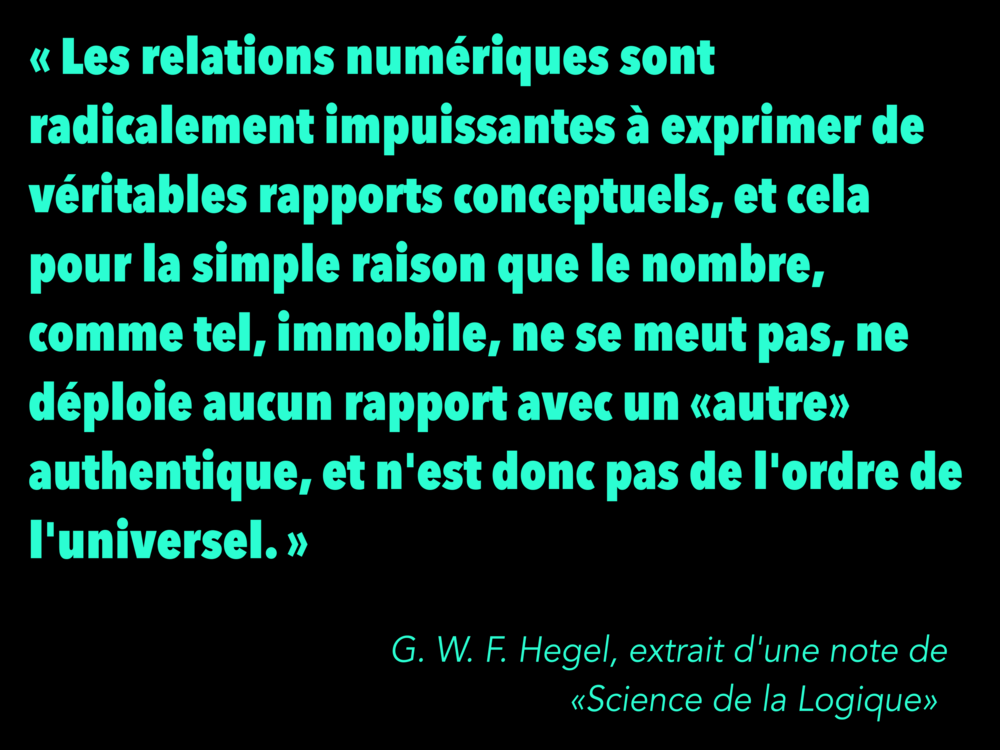 « Les relations numériques sont
radicalement impuissantes à exprimer de
véritables rapports conceptuels, et cela
pour la simple raison que le nombre,
comme tel, immobile, ne se meut pas, ne
déploie aucun rapport avec un «autre»
authentique, et n'est donc pas de l'ordre de
l'universel. »
G. W. F. Hegel, extrait d'une note de
«Science de la Logique»